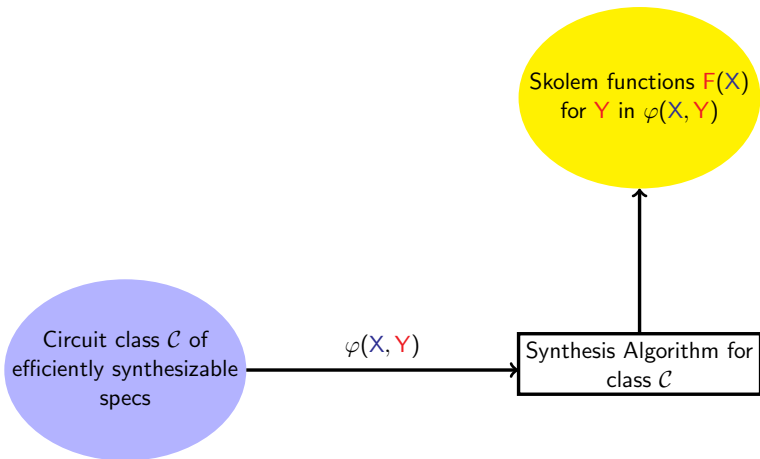 Skolem functions F(X)
for Y in φ(X, Y)
Circuit class 𝒞 of
efficiently synthesizable
specs
φ(X, Y)
Synthesis Algorithm for
class 𝒞